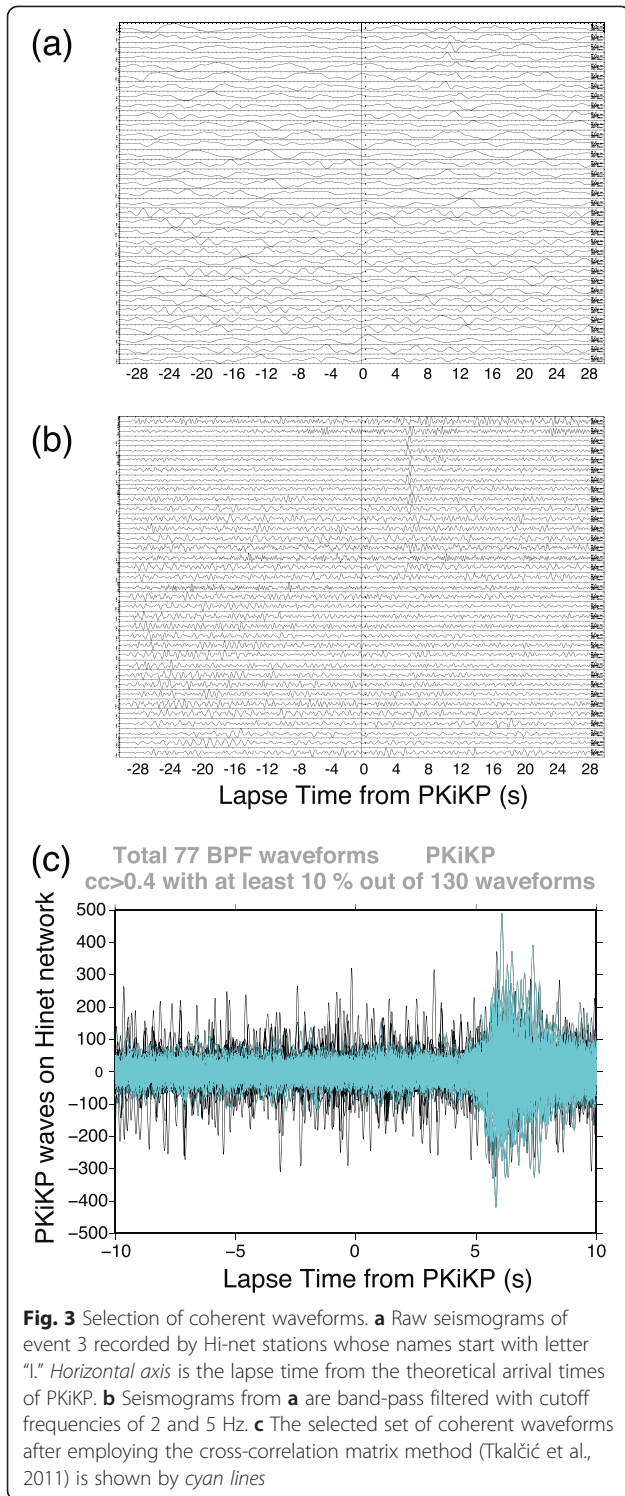 (a)
-28 -24 -20 -16 -12 -8 -4 0 4 8 12 16 20 24 28
(b)
-28 -24 -20 -16 -12 -8 -4 0 4 8 12 16 20 24 28
Lapse Time from PKiKP (s)
(c)
Total 77 BPF waveforms PKiKP
cc>0.4 with at least 10 % out of 130 waveforms
PKiKP waves on Hinet network
500
400
300
200
100
0
−100
−200
−300
−400
−500
−10 −5 0 5 10
Lapse Time from PKiKP (s)
Fig. 3 Selection of coherent waveforms. a Raw seismograms of
event 3 recorded by Hi-net stations whose names start with letter
“I.” Horizontal axis is the lapse time from the theoretical arrival times
of PKiKP. b Seismograms from a are band-pass filtered with cutoff
frequencies of 2 and 5 Hz. c The selected set of coherent waveforms
after employing the cross-correlation matrix method (Tkalčić et al.,
2011) is shown by cyan lines